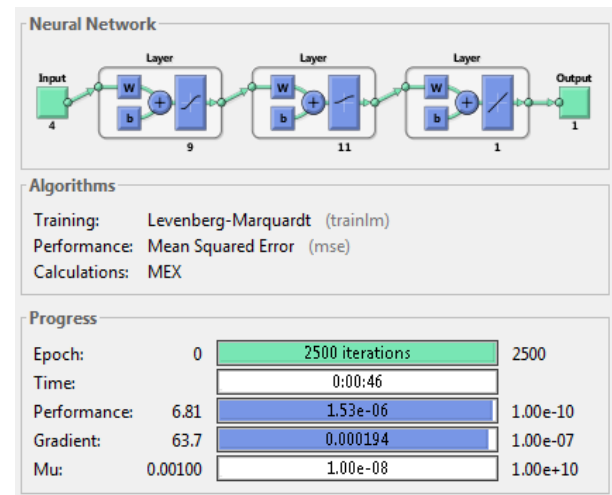 Neural Network
Layer Layer Layer
Input Output
W W W
b b b
4 1
9 11 1
Algorithms
Training: Levenberg-Marquardt (trainlm)
Performance: Mean Squared Error (mse)
Calculations: MEX
Progress
Epoch: 0 2500 iterations 2500
Time: 0:00:46
Performance: 6.81 1.53e-06 1.00e-10
Gradient: 63.7 0.000194 1.00e-07
Mu: 0.00100 1.00e-08 1.00e+10